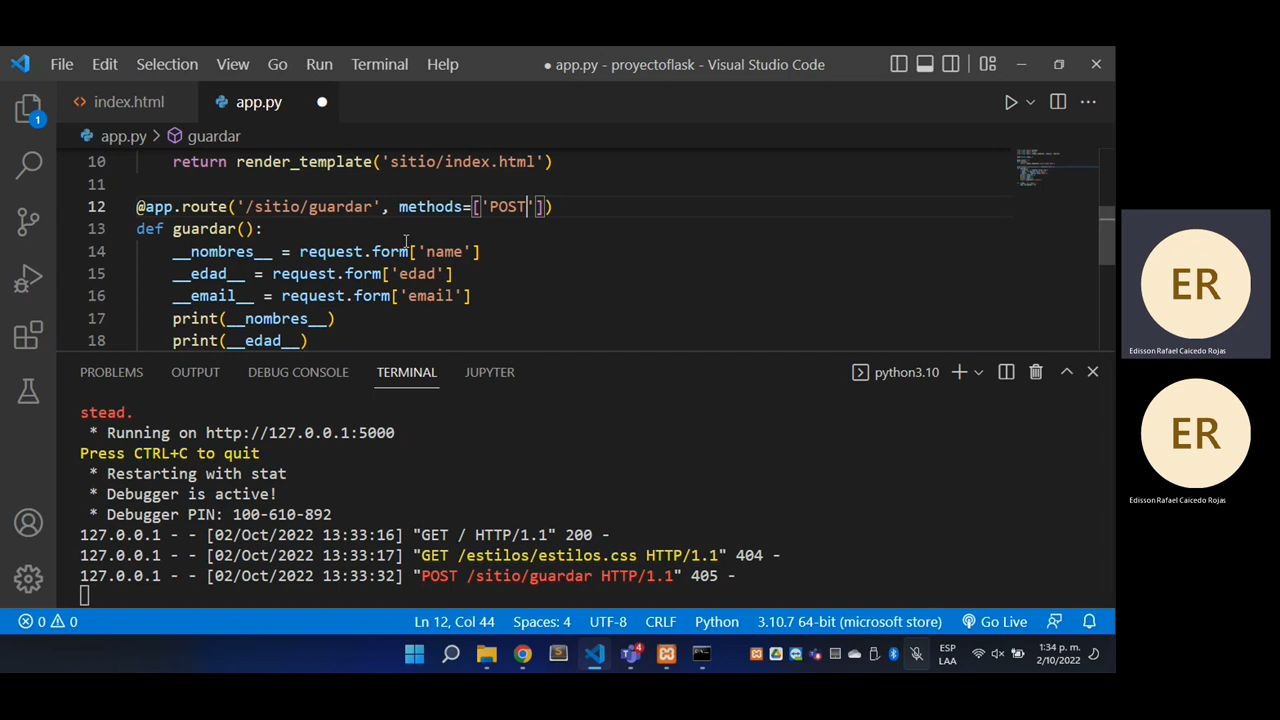 File Edit Selection View Go Run Terminal Help
● app.py - proyectoflask - Visual Studio Code
1
index.html
app.py
app.py > guardar
10 return render_template('sitio/index.html')
11
12 @app.route('/sitio/guardar', methods=['POST'])
13 def guardar():
14 __nombres__ = request.form['name']
15 __edad__ = request.form['edad']
16 __email__ = request.form['email']
17 print(__nombres__)
18 print(__edad__)
PROBLEMS OUTPUT DEBUG CONSOLE TERMINAL JUPYTER
python3.10
stead.
* Running on http://127.0.0.1:5000
Press CTRL+C to quit
* Restarting with stat
* Debugger is active!
* Debugger PIN: 100-610-892
127.0.0.1 - - [02/Oct/2022 13:33:16] "GET / HTTP/1.1" 200 -
127.0.0.1 - - [02/Oct/2022 13:33:17] "GET /estilos/estilos.css HTTP/1.1" 404 -
127.0.0.1 - - [02/Oct/2022 13:33:32] "POST /sitio/guardar HTTP/1.1" 405 -
0 0 Ln 12, Col 44 Spaces: 4 UTF-8 CRLF Python 3.10.7 64-bit (microsoft store) Go Live
4
ESP
LAA
1:34 p. m.
2/10/2022
ER
Edisson Rafael Caicedo Rojas
ER
Edisson Rafael Caicedo Rojas